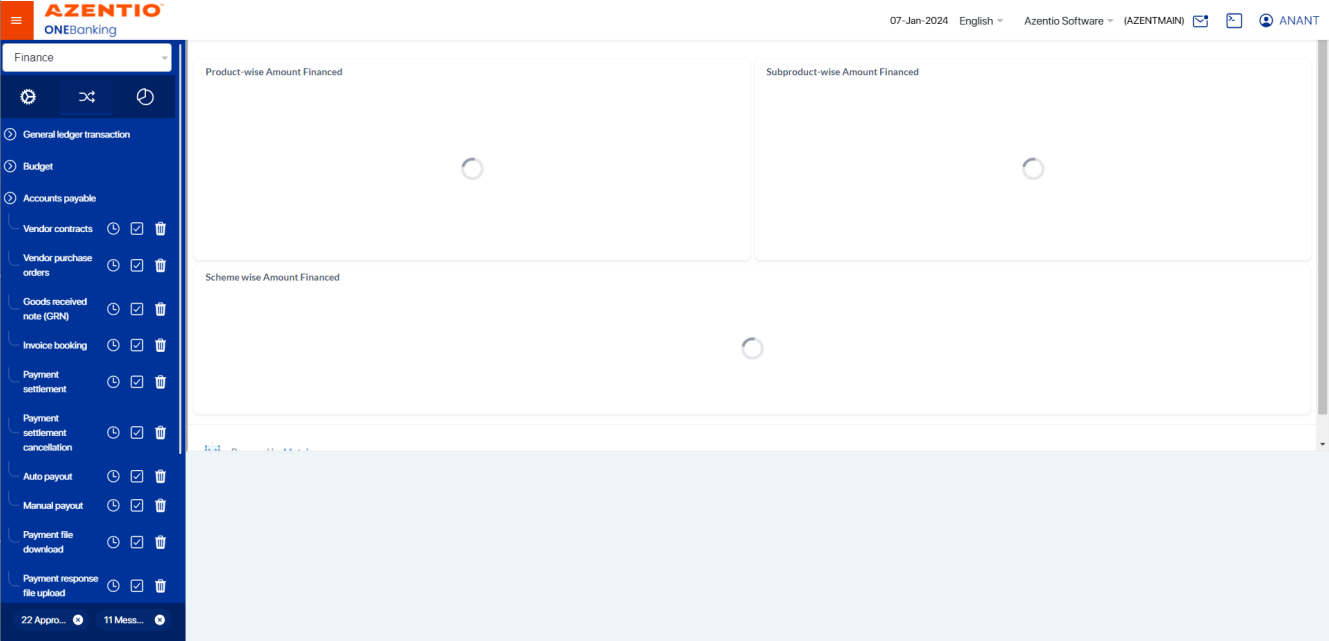 AZENTIO
ONEBanking
07-Jan-2024 English Azentio Software (AZENTMAIN) ANANT
Finance
General ledger transaction
Budget
Accounts payable
Vendor contracts
Vendor purchase
orders
Goods received
note (GRN)
Invoice booking
Payment
settlement
Payment
settlement
cancellation
Auto payout
Manual payout
Payment file
download
Payment response
file upload
22 Appro...
11 Mess...
Product-wise Amount Financed
Subproduct-wise Amount Financed
Scheme wise Amount Financed